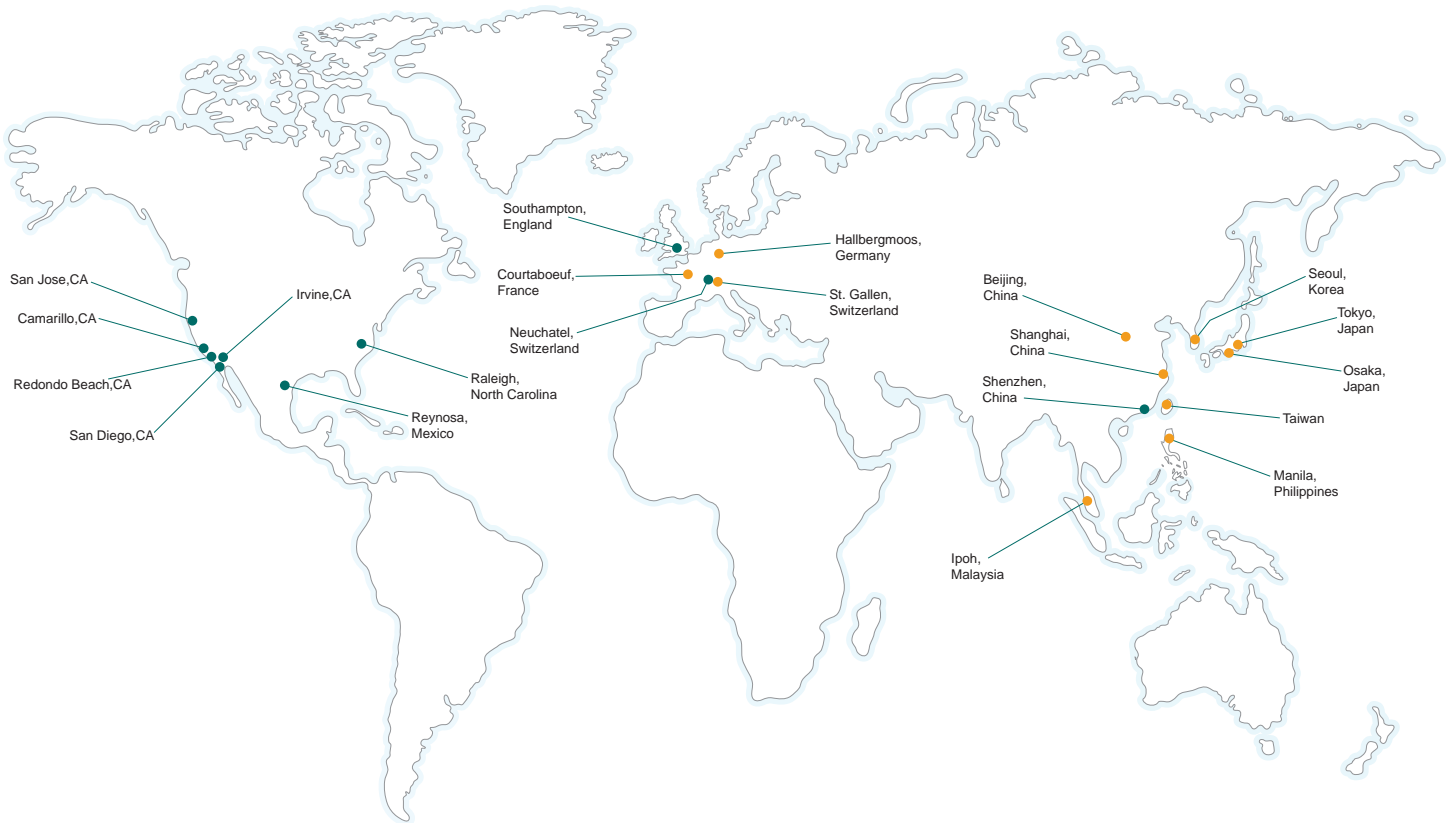 San Jose,CA
Camarillo,CA
Redondo Beach,CA
San Diego,CA
Irvine,CA
Raleigh,
North Carolina
Reynosa,
Mexico
Southampton,
England
Courtaboeuf,
France
Neuchatel,
Switzerland
Hallbergmoos,
Germany
St. Gallen,
Switzerland
Beijing,
China
Shanghai,
China
Shenzhen,
China
Ipoh,
Malaysia
Seoul,
Korea
Tokyo,
Japan
Osaka,
Japan
Taiwan
Manila,
Philippines